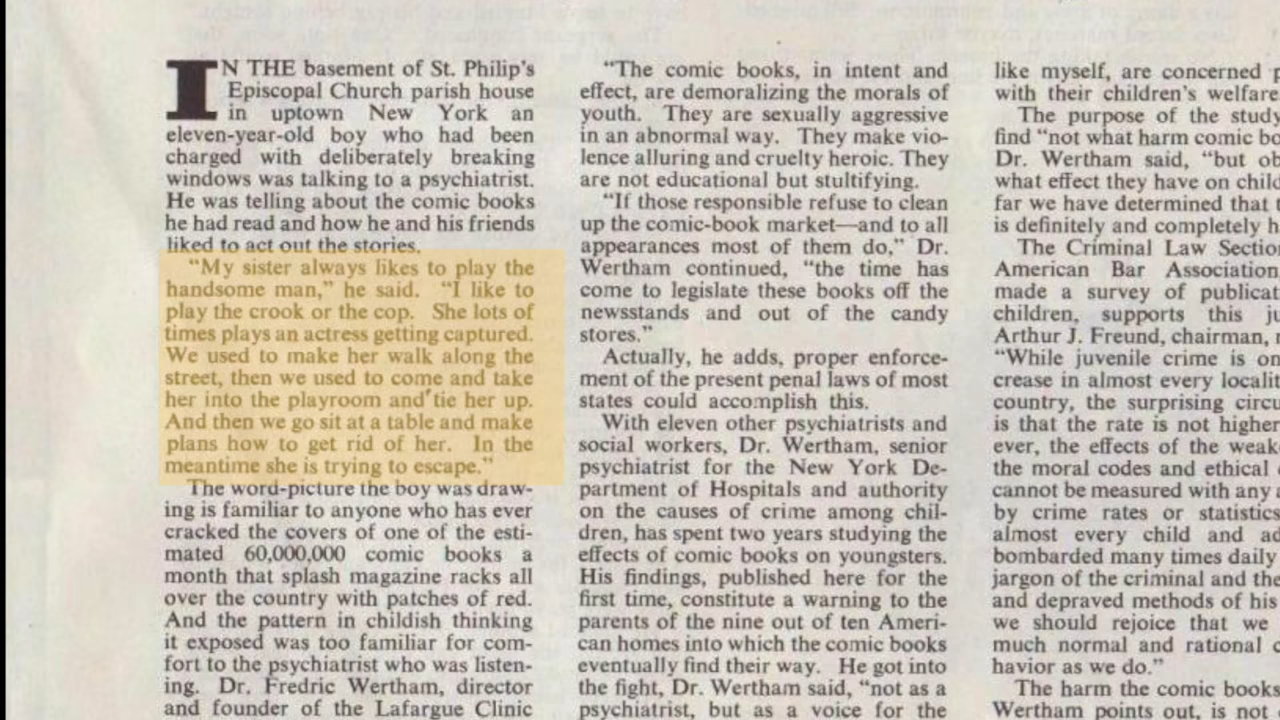 IN THE basement of St. Philip's
Episcopal Church parish house
in uptown New York an
eleven-year-old boy who had been
charged with deliberately breaking
windows was talking to a psychiatrist.
He was telling about the comic books
he had read and how he and his friends
liked to act out the stories.
"My sister always likes to play the
handsome man," he said. "I like to
play the crook or the cop. She lots of
times plays an actress getting captured.
We used to make her walk along the
street, then we used to come and take
her into the playroom and tie her up.
And then we go sit at a table and make
plans how to get rid of her. In the
meantime she is trying to escape."
The word-picture the boy was draw-
ing is familiar to anyone who has ever
cracked the covers of one of the esti-
mated 60,000,000 comic books a
month that splash magazine racks all
over the country with patches of red.
And the pattern in childish thinking
it exposed was too familiar for com-
fort to the psychiatrist who was listen-
ing. Dr. Fredric Wertham, director
and founder of the Lafargue Clinic
"The comic books, in intent and
effect, are demoralizing the morals of
youth. They are sexually aggressive
in an abnormal way. They make vio-
lence alluring and cruelty heroic. They
are not educational but stultifying.
"If those responsible refuse to clean
up the comic-book market—and to all
appearances most of them do," Dr.
Wertham continued, "the time has
come to legislate these books off the
newsstands and out of the candy
stores."
Actually, he adds, proper enforce-
ment of the present penal laws of most
states could accomplish this.
With eleven other psychiatrists and
social workers, Dr. Wertham, senior
psychiatrist for the New York De-
partment of Hospitals and authority
on the causes of crime among chil-
dren, has spent two years studying the
effects of comic books on youngsters.
His findings, published here for the
first time, constitute a warning to the
parents of the nine out of ten Ameri-
can homes into which the comic books
eventually find their way. He got into
the fight, Dr. Wertham said, "not as a
psychiatrist, but as a voice for the
like myself, are concerned
with their children's welfare
The purpose of the study
find "not what harm comic
Dr. Wertham said, "but
what effect they have on
far we have determined that
is definitely and completely
The Criminal Law
American Bar Association
made a survey of
children, supports this
Arthur J. Freund, chairman,
"While juvenile crime is
crease in almost every
country, the surprising
is that the rate is not higher
ever, the effects of the
the moral codes and ethical
cannot be measured with any
by crime rates or statistics
almost every child and
bombarded many times daily
jargon of the criminal and the
and depraved methods of his
we should rejoice that we
much normal and rational
havior as we do."
The harm the comic books
Wertham points out, is not